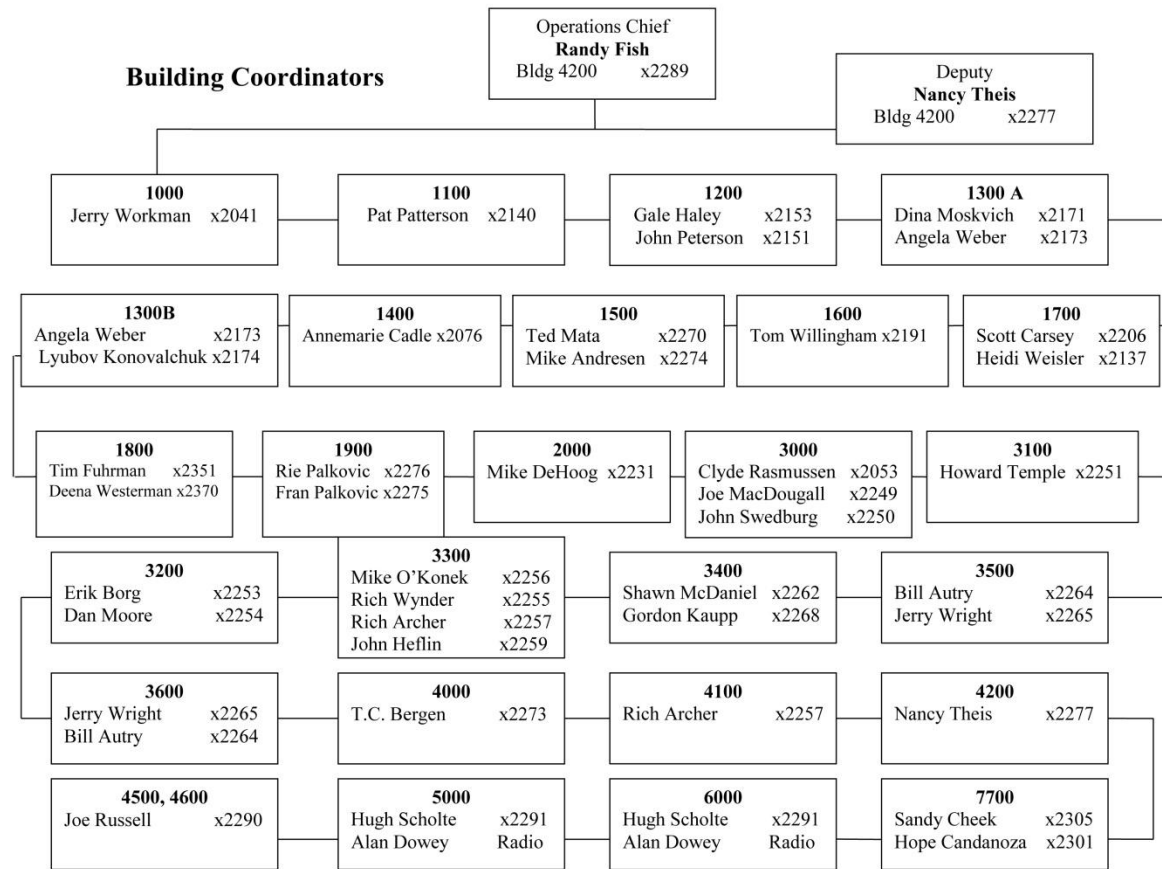 Operations Chief
Randy Fish
Bldg 4200 x2289
Building Coordinators
Deputy
Nancy Theis
Bldg 4200 x2277
1000
Jerry Workman x2041
1100
Pat Patterson x2140
1200
Gale Haley x2153
John Peterson x2151
1300 A
Dina Moskvich x2171
Angela Weber x2173
1300B
Angela Weber x2173
Lyubov Konovalchuk x2174
1400
Annemarie Cadle x2076
1500
Ted Mata x2270
Mike Andresen x2274
1600
Tom Willingham x2191
1700
Scott Carsey x2206
Heidi Weisler x2137
1800
Tim Fuhrman x2351
Deena Westerman x2370
1900
Rie Palkovic x2276
Fran Palkovic x2275
2000
Mike DeHoog x2231
3000
Clyde Rasmussen x2053
Joe MacDougall x2249
John Swedburg x2250
3100
Howard Temple x2251
3200
Erik Borg x2253
Dan Moore x2254
3300
Mike O’Konek x2256
Rich Wynder x2255
Rich Archer x2257
John Heflin x2259
3400
Shawn McDaniel x2262
Gordon Kaupp x2268
3500
Bill Autry x2264
Jerry Wright x2265
3600
Jerry Wright x2265
Bill Autry x2264
4000
T.C. Bergen x2273
4100
Rich Archer x2257
4200
Nancy Theis x2277
4500, 4600
Joe Russell x2290
5000
Hugh Scholte x2291
Alan Dowey Radio
6000
Hugh Scholte x2291
Alan Dowey Radio
7700
Sandy Cheek x2305
Hope Candanoza x2301